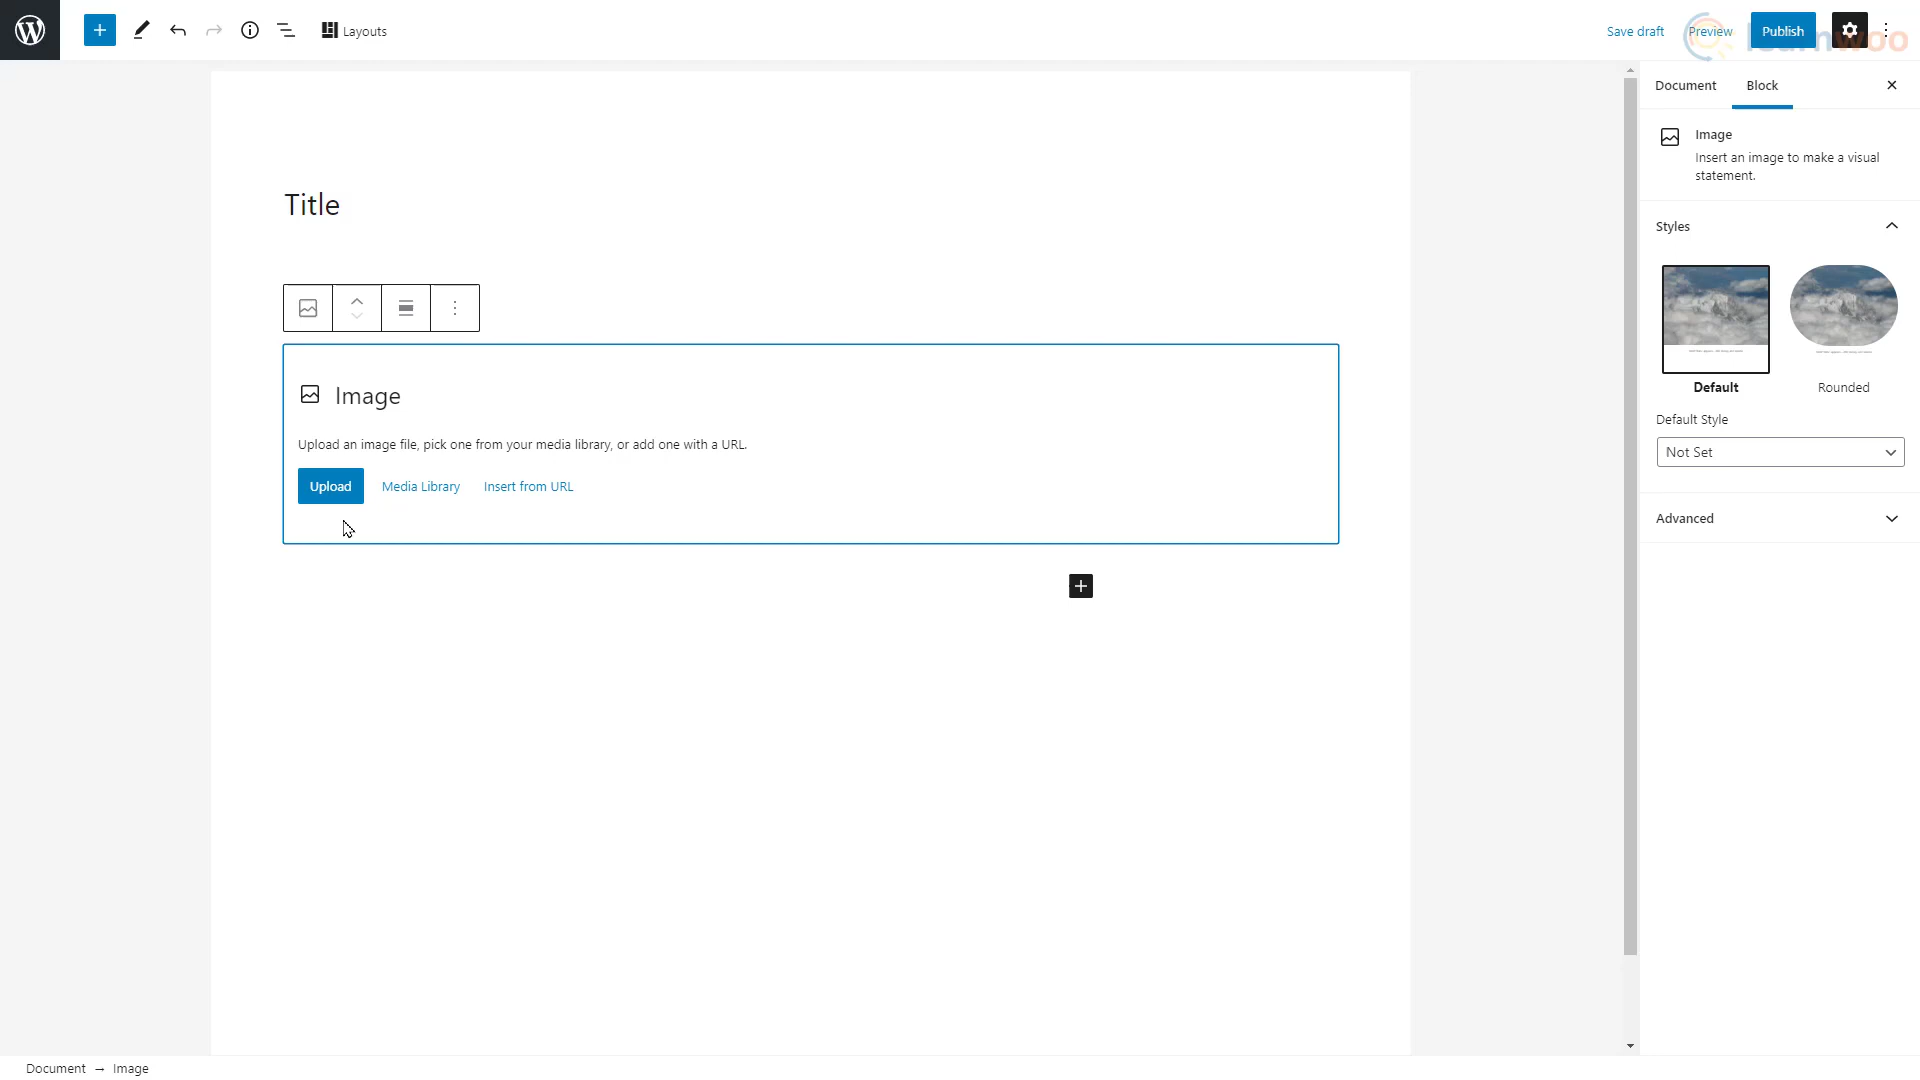 Layouts
Save draft
Preview
Publish
learnwoo
Document
Block
Image
Insert an image to make a visual
statement.
Styles
Default
Rounded
Default Style
Not Set
Advanced
Title
Image
Upload an image file, pick one from your media library, or add one with a URL.
Upload
Media Library
Insert from URL
Document → Image